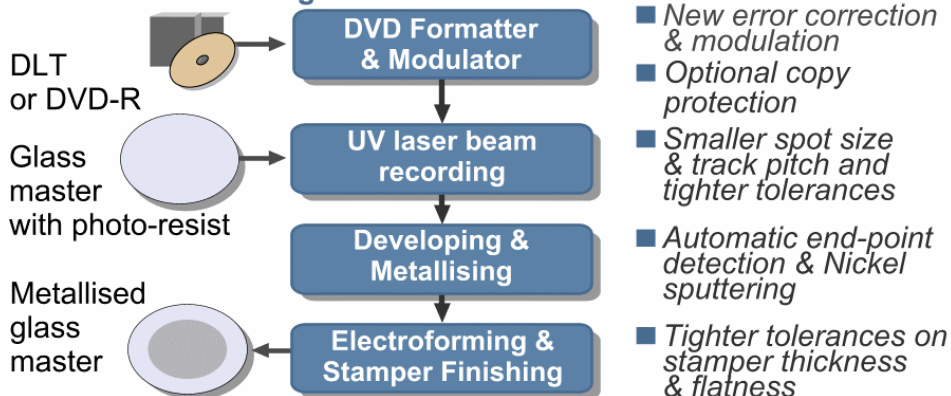 DLT
or DVD-R
DVD Formatter
& Modulator
New error correction
& modulation
Optional copy
protection
Glass
master
with photo-resist
UV laser beam
recording
Smaller spot size
& track pitch and
tighter tolerances
Developing &
Metallising
Automatic end-point
detection & Nickel
sputtering
Metallised
glass
master
Electroforming &
Stamper Finishing
Tighter tolerances on
stamper thickness
& flatness